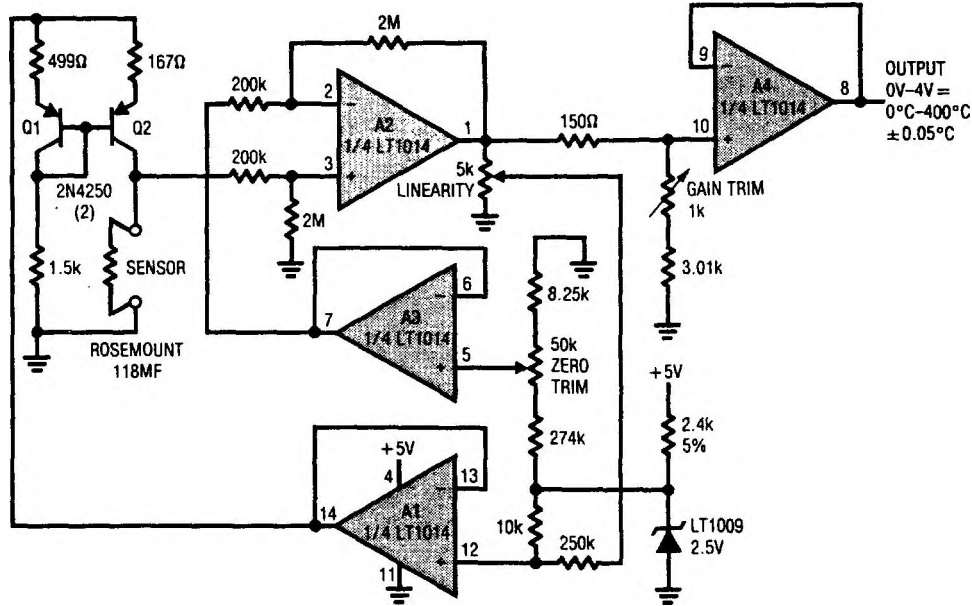 499Ω
167Ω
Q1
Q2
2N4250
(2)
1.5k
SENSOR
ROSEMOUNT
118MF
200k
200k
2M
2M
2
3
1
A2
1/4 LT1014
5k
LINEARITY
150Ω
9
10
8
A4
1/4 LT1014
OUTPUT
0V-4V =
0°C-400°C
±0.05°C
GAIN TRIM
1k
3.01k
7
6
5
A3
1/4 LT1014
8.25k
50k
ZERO
TRIM
274k
+5V
2.4k
5%
+5V
4
13
14
12
11
A1
1/4 LT1014
10k
250k
LT1009
2.5V